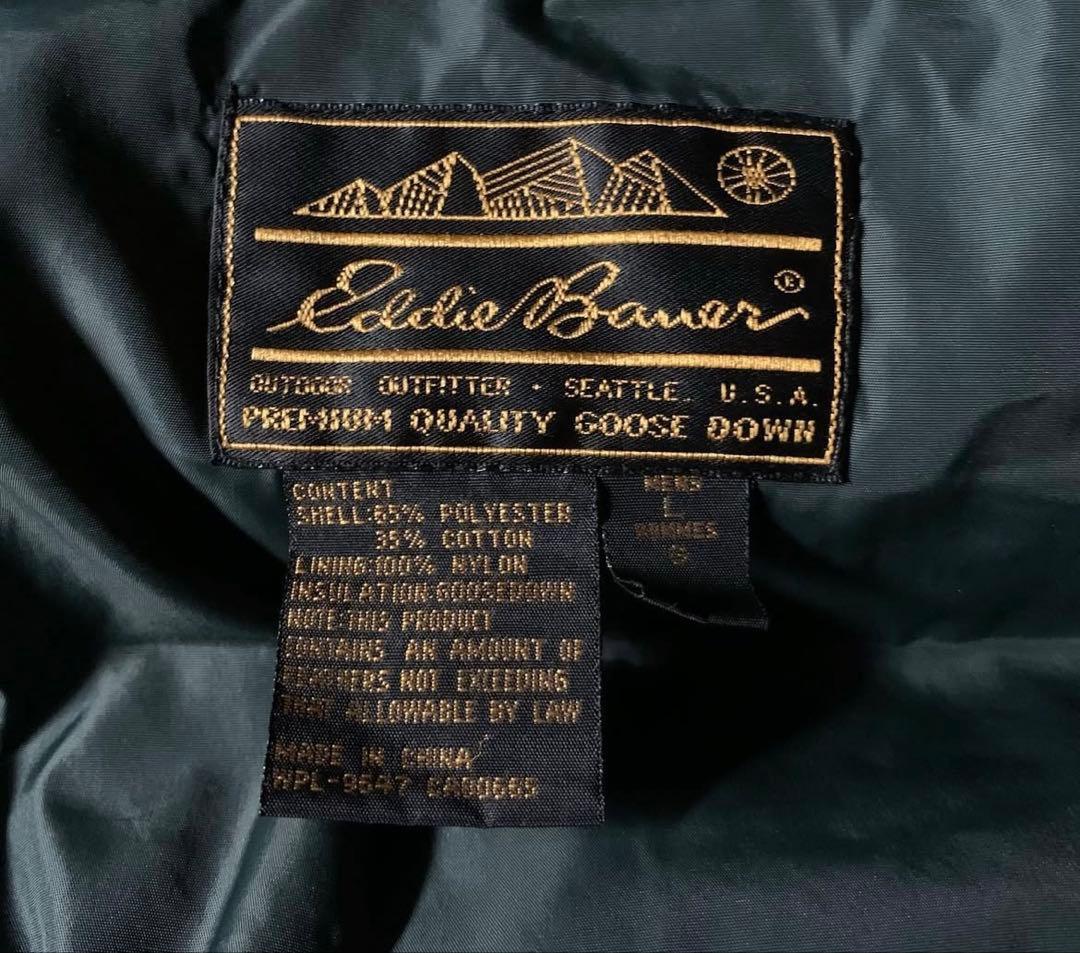 Eddie Bauer ®
OUTDOOR OUTFITTER · SEATTLE, U.S.A.
PREMIUM QUALITY GOOSE DOWN
CONTENT
SHELL:65% POLYESTER
35% COTTON
LINING:100% NYLON
INSULATION:GOOSEDOWN
NOTE:THIS PRODUCT
CONTAINS AN AMOUNT OF
FEATHERS NOT EXCEEDING
THAT ALLOWABLE BY LAW
MADE IN CHINA
WPL-9547
MENS
L
HOMMES
G